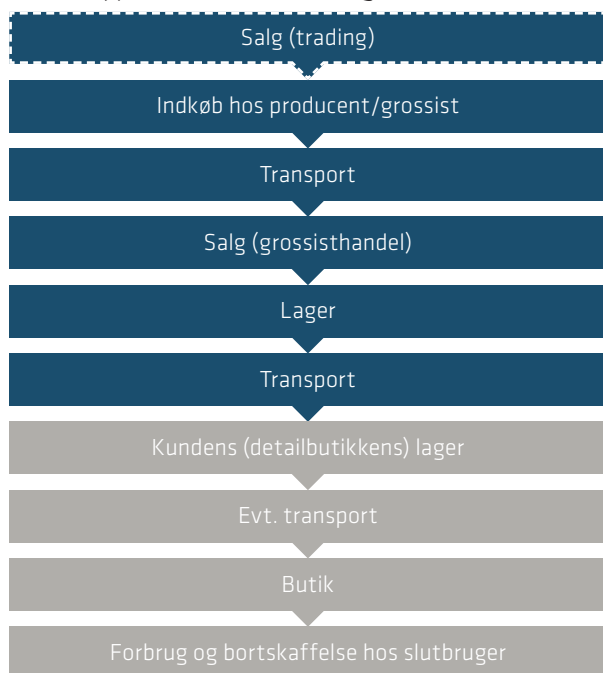 Salg (trading)
Indkøb hos producent/grossist
Transport
Salg (grossisthandel)
Lager
Transport
Kundens (detailbutikkens) lager
Evt. transport
Butik
Forbrug og bortskaffelse hos slutbruger